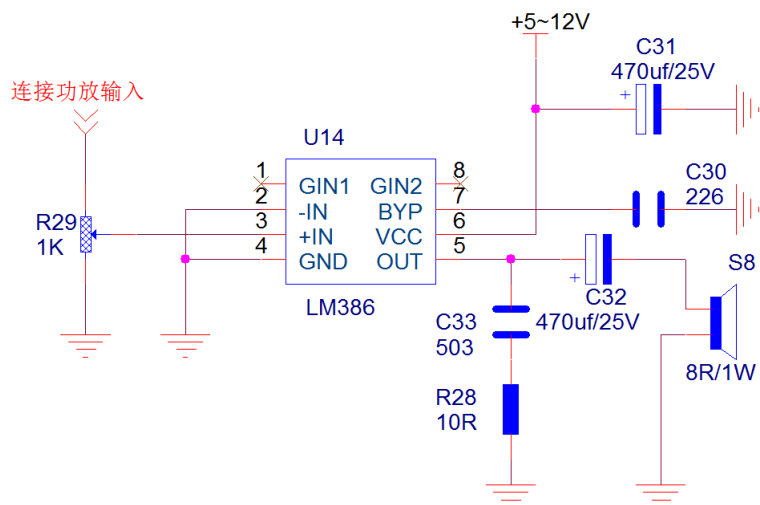 +5~12V
C31
470uf/25V
+
连接功放输入
U14
1
GIN1
GIN2
8
C30
226
2
-IN
BYP
7
R29
1K
3
+IN
VCC
6
4
GND
OUT
5
LM386
+
C32
470uf/25V
S8
8R/1W
C33
503
R28
10R